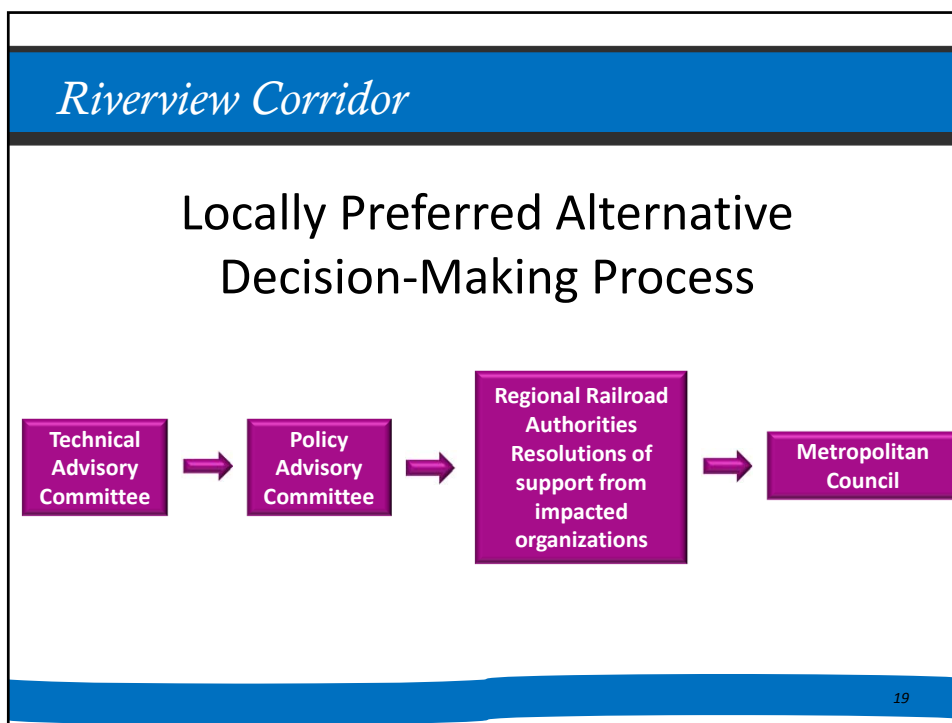 Riverview Corridor
Locally Preferred Alternative
Decision-Making Process
Technical
Advisory
Committee
Policy
Advisory
Committee
Regional Railroad
Authorities
Resolutions of
support from
impacted
organizations
Metropolitan
Council
19